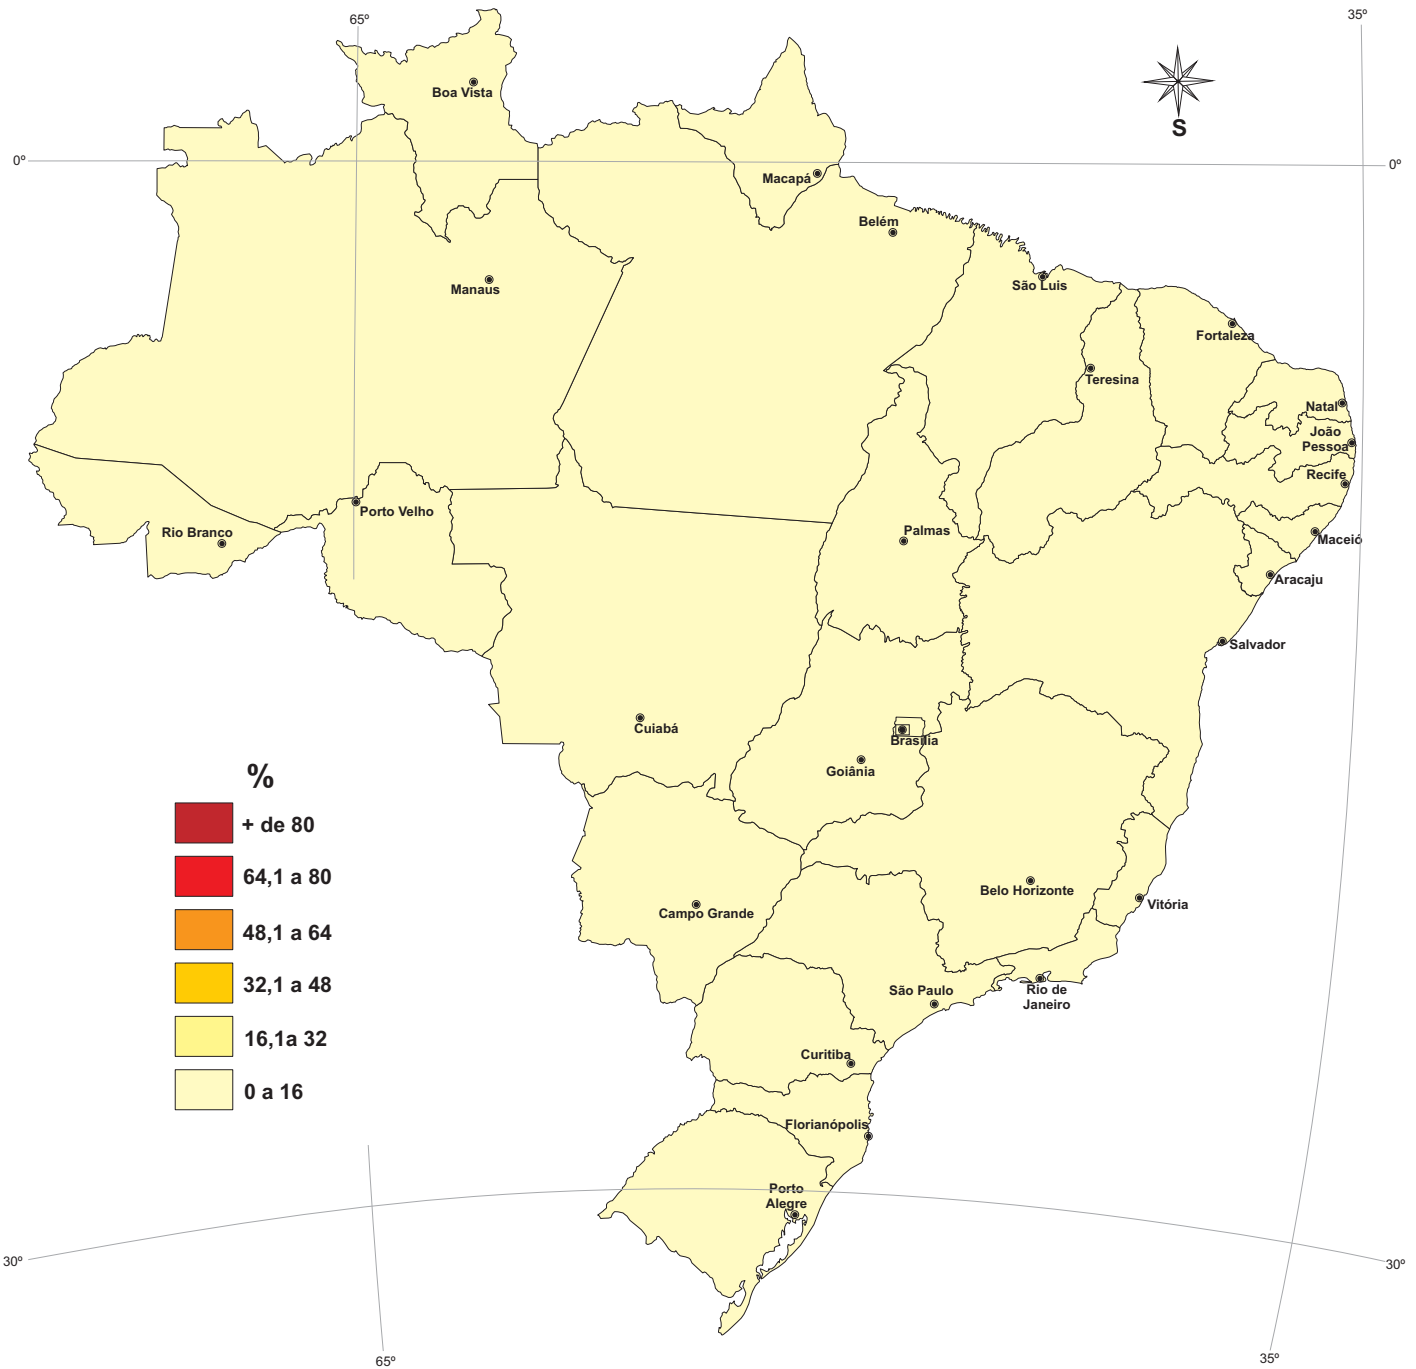 65º
35º
Boa Vista
S
0º
0º
Macapá
Belém
Manaus
São Luis
Fortaleza
Teresina
Natal
João
Pessoa
Recife
Porto Velho
Rio Branco
Palmas
Maceió
Aracaju
Salvador
Cuiabá
Brasília
Goiânia
%
+ de 80
64,1 a 80
48,1 a 64
32,1 a 48
16,1a 32
0 a 16
Belo Horizonte
Campo Grande
Vitória
São Paulo
Rio de
Janeiro
Curitiba
Florianópolis
Porto
Alegre
30º
30º
65º
35º